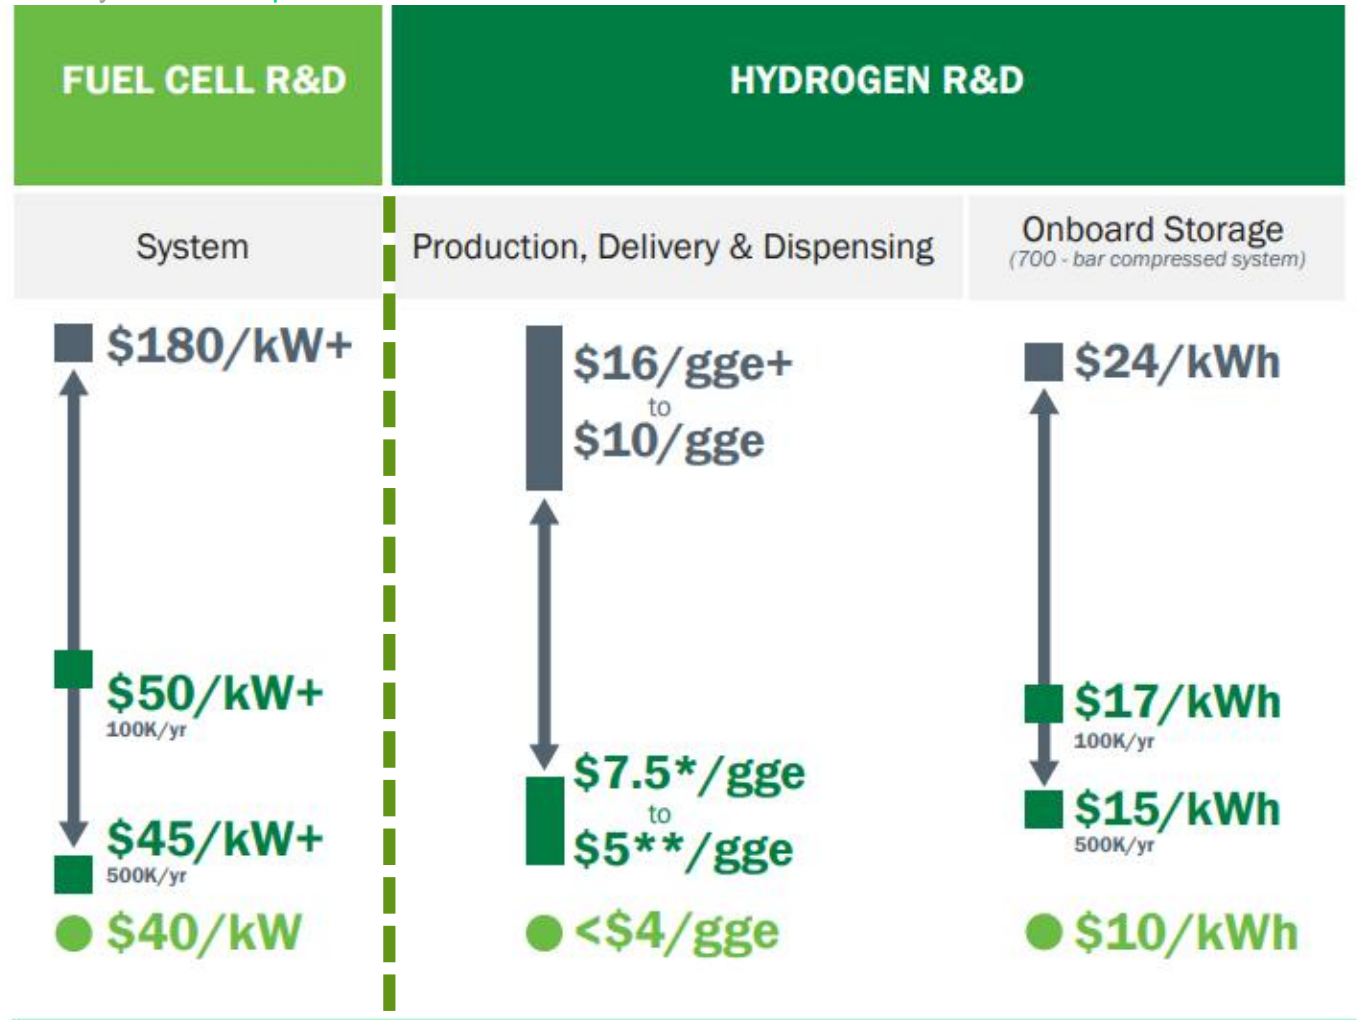 FUEL CELL R&D
HYDROGEN R&D
System
Production, Delivery & Dispensing
Onboard Storage
(700 - bar compressed system)
$180/kW+
$50/kW+
100K/yr
$45/kW+
500K/yr
$40/kW
$16/gge+
to
$10/gge
$7.5*/gge
to
$5**/gge
<$4/gge
$24/kWh
$17/kWh
100K/yr
$15/kWh
500K/yr
$10/kWh